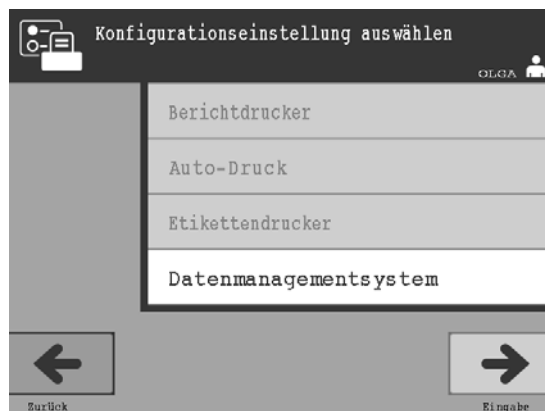 Konfigurationseinstellung auswählen
OLGA
Berichtdrucker
Auto-Druck
Etikettendrucker
Datenmanagementsystem
Zurück
Eingabe